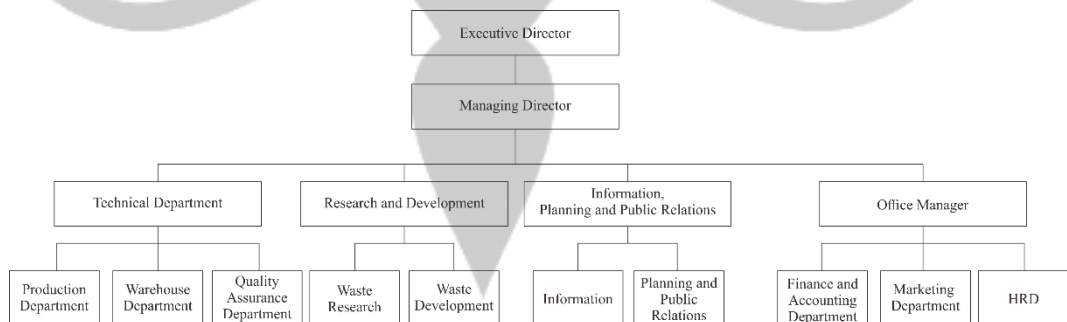 Executive Director
Managing Director
Technical Department
Research and Development
Information,
Planning and Public Relations
Office Manager
Production
Department
Warehouse
Department
Quality
Assurance
Department
Waste
Research
Waste
Development
Information
Planning and
Public
Relations
Finance and
Accounting
Department
Marketing
Department
HRD